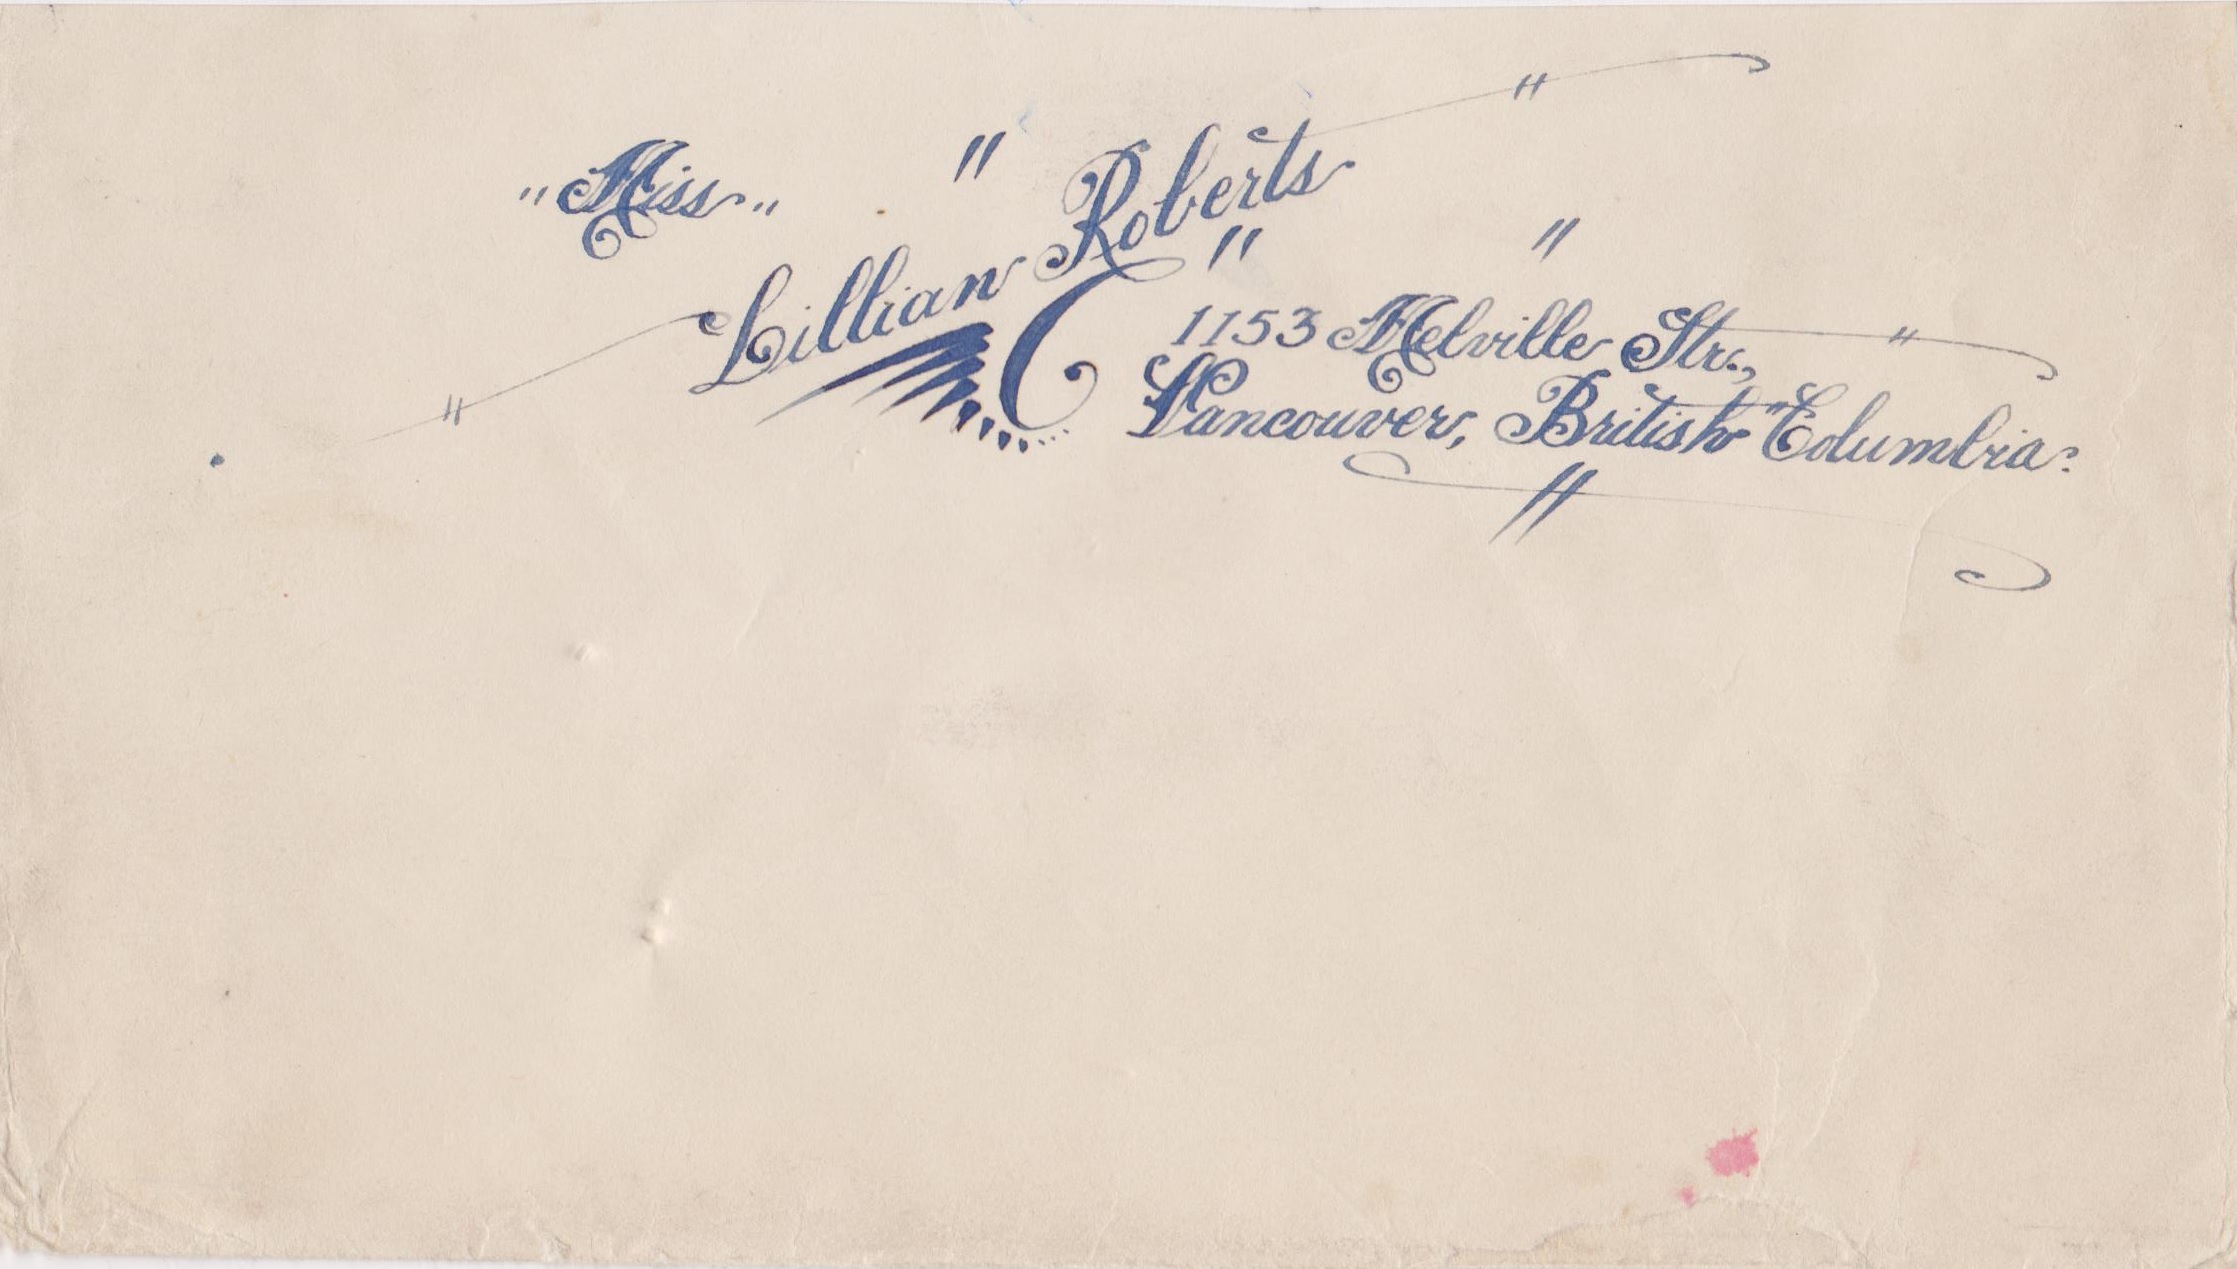 "Miss"
Lillian Roberts
1153 Melville Str.,
Vancouver, British Columbia.